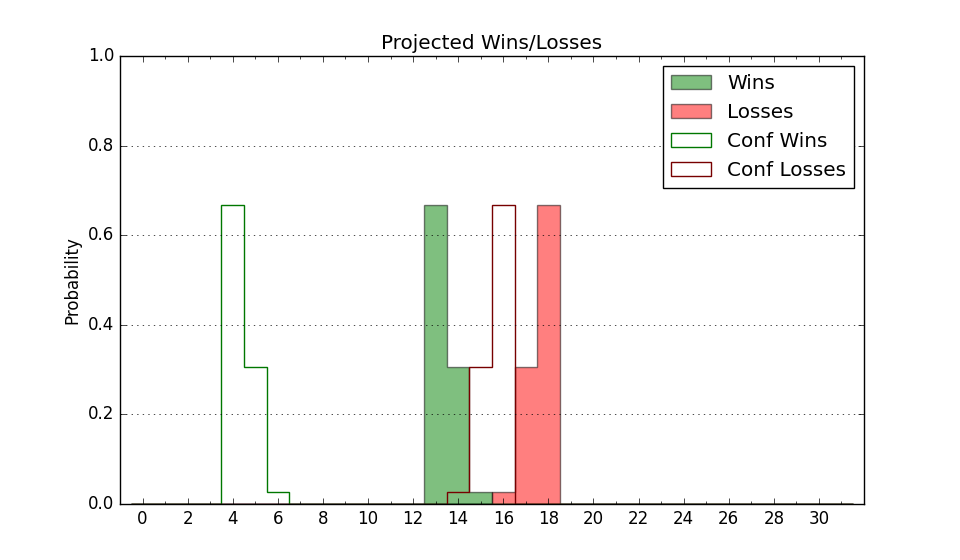 Projected Wins/Losses
1.0
0.8
0.6
0.4
0.2
0.0
Probability
Wins
Losses
Conf Wins
Conf Losses
0 2 4 6 8 10 12 14 16 18 20 22 24 26 28 30